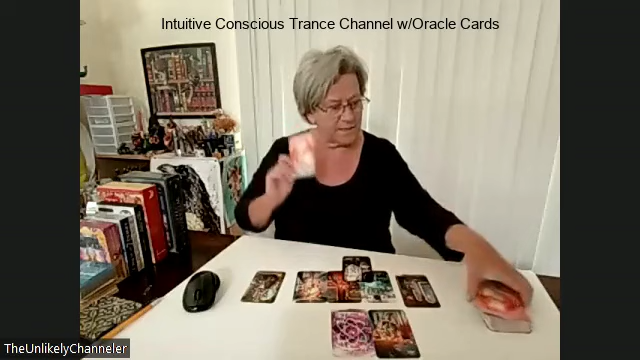 Intuitive Conscious Trance Channel w/Oracle Cards
TheUnlikelyChanneler